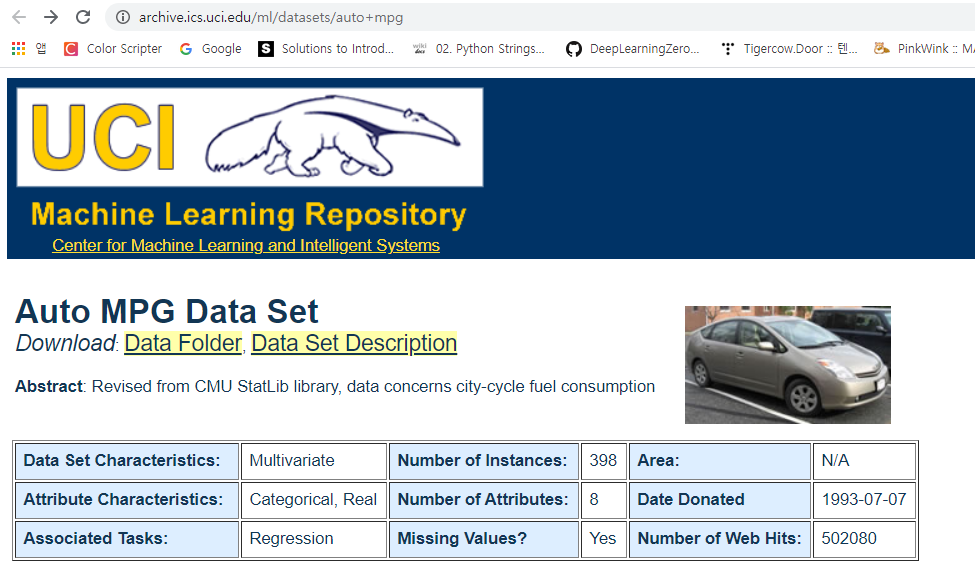 archive.ics.uci.edu/ml/datasets/auto+mpg
앱 Color Scripter Google Solutions to Introd... 02. Python Strings... DeepLearningZero... Tigercow.Door :: 텐... PinkWink :: MA
UCI
Machine Learning Repository
Center for Machine Learning and Intelligent Systems
Auto MPG Data Set
Download: Data Folder, Data Set Description
Abstract: Revised from CMU StatLib library, data concerns city-cycle fuel consumption
Data Set Characteristics: Multivariate Number of Instances: 398 Area: N/A
Attribute Characteristics: Categorical, Real Number of Attributes: 8 Date Donated 1993-07-07
Associated Tasks: Regression Missing Values? Yes Number of Web Hits: 502080